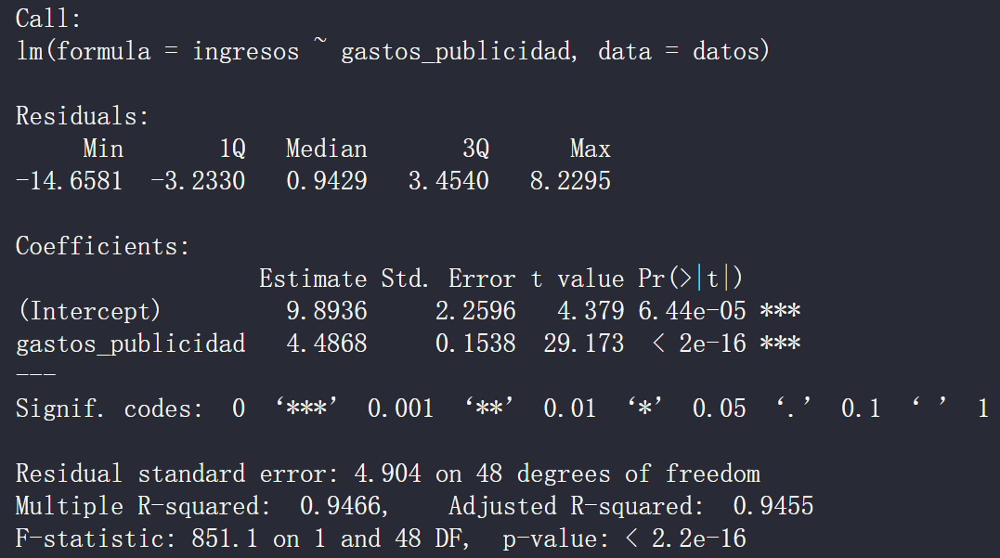 Call:
lm(formula = ingresos ~ gastos_publicidad, data = datos)
Residuals:
Min 1Q Median 3Q Max
-14.6581 -3.2330 0.9429 3.4540 8.2295
Coefficients:
Estimate Std. Error t value Pr(>|t|)
(Intercept) 9.8936 2.2596 4.379 6.44e-05 ***
gastos_publicidad 4.4868 0.1538 29.173 < 2e-16 ***
---
Signif. codes: 0 ‘***’ 0.001 ‘**’ 0.01 ‘*’ 0.05 ‘.’ 0.1 ‘ ’ 1
Residual standard error: 4.904 on 48 degrees of freedom
Multiple R-squared: 0.9466, Adjusted R-squared: 0.9455
F-statistic: 851.1 on 1 and 48 DF, p-value: < 2.2e-16